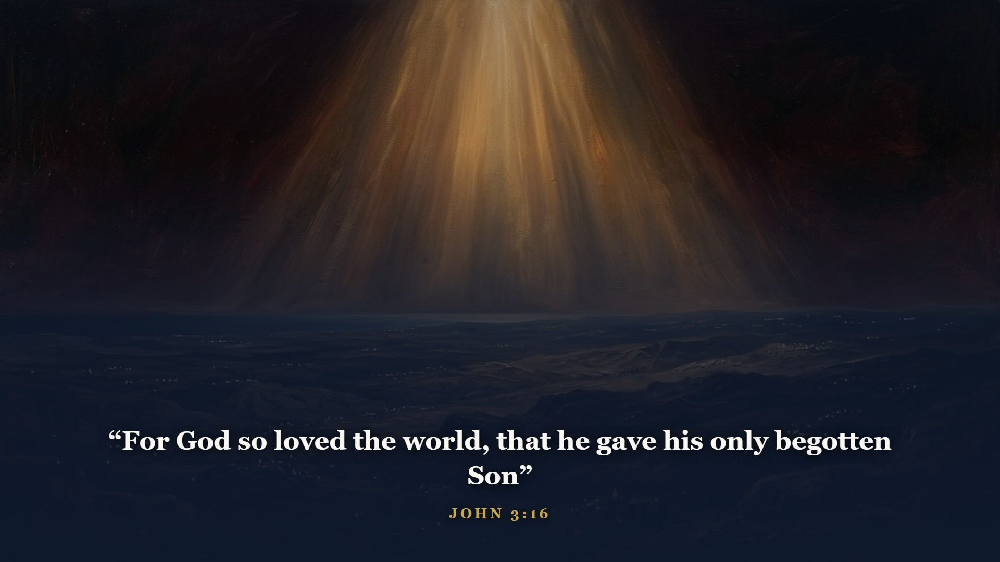 “For God so loved the world, that he gave his only begotten
Son”
JOHN 3:16